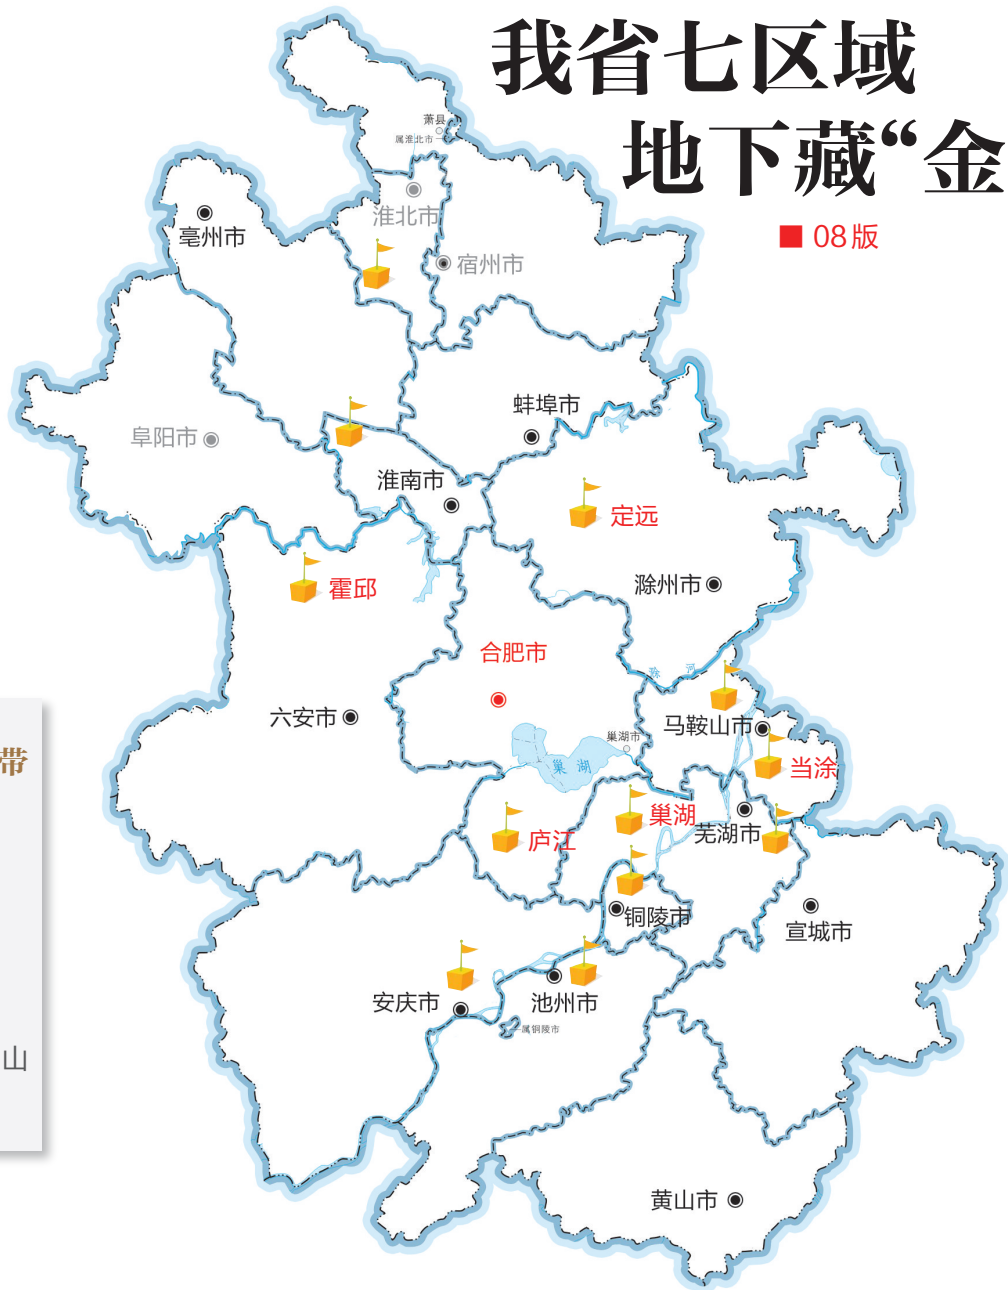 我省七区域
地下藏“金
08版
萧县
属淮北市
淮北市
亳州市
宿州市
蚌埠市
阜阳市
淮南市
定远
霍邱
滁州市
合肥市
滁 河
六安市
马鞍山市
巢湖市
带
巢 湖
当涂
巢湖
庐江
芜湖市
铜陵市
宣城市
安庆市
池州市
属铜陵市
山
黄山市